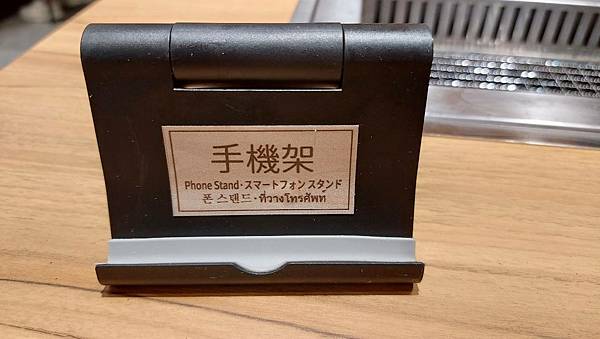 手機架
Phone Stand·スマートフォン スタンド
폰 스탠드·ที่วางโทรศัพท์